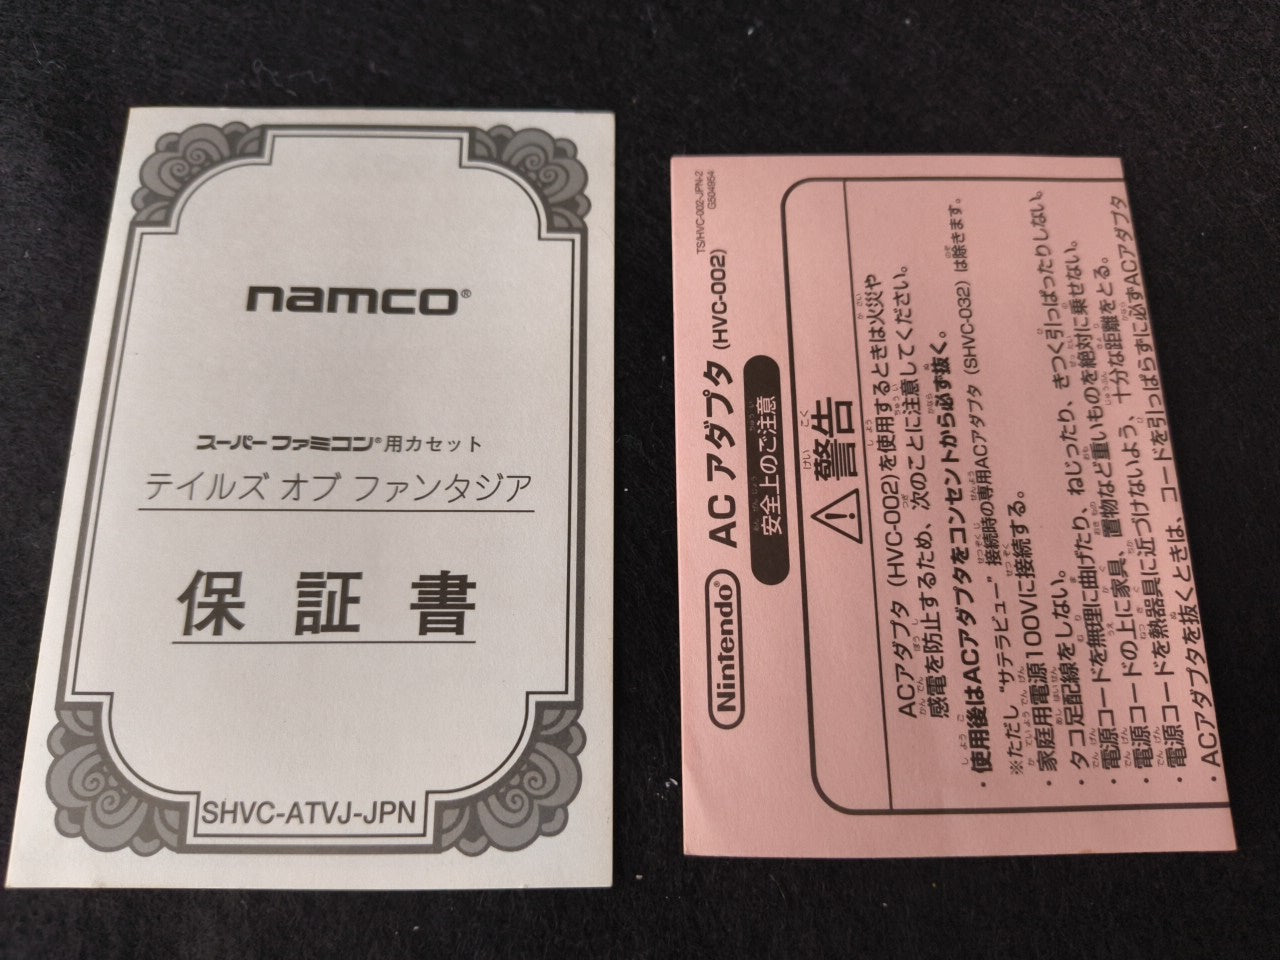 namco®
スーパーファミコン®用カセット
テイルズ オブ ファンタジア
保証書
SHVC-ATVJ-JPN
TS/HVC-002-JPN-2
G504954
Nintendo® ACアダプタ (HVC-002)
安全上のご注意
警告
ACアダプタ (HVC-002)を使用するときは火災や
感電を防止するため、次のことに注意してください。
・使用後はACアダプタをコンセントから必ず抜く。
※ただし "サテラビュー" 接続時の専用ACアダプタ (SHVC-032) は除きます。
・家庭用電源100Vに接続する。
・タコ足配線をしない。
・電源コードを無理に曲げたり、ねじったり、きつく引っぱったりしない。
・電源コードの上に家具、置物など重いものを絶対に乗せない。
・電源コードを熱器具に近づけないよう、十分な距離をとる。
・ACアダプタを抜くときは、コードを引っぱらずに必ずACアダプタ